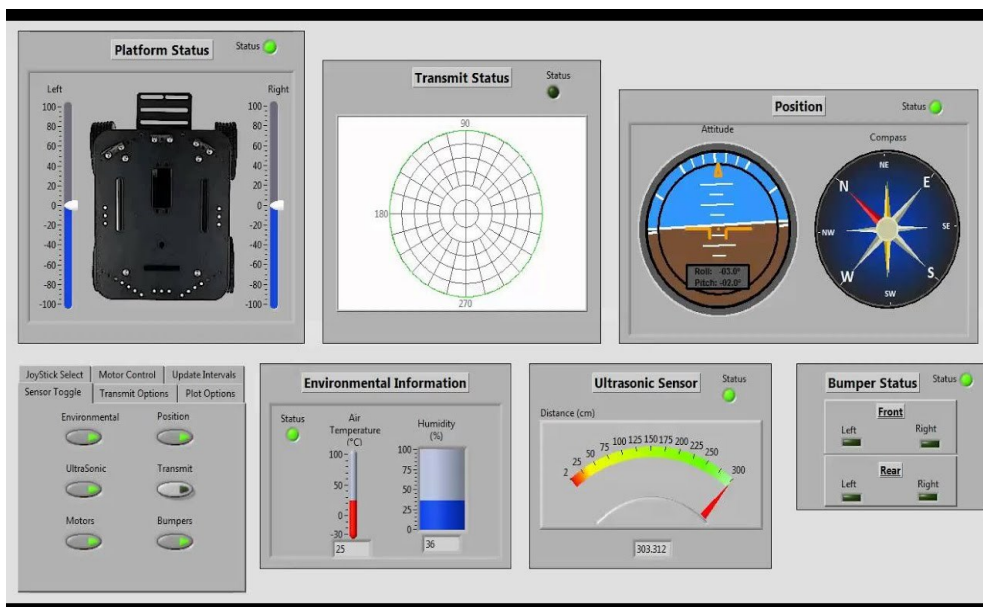 Platform Status
Status
Left
Right
100
80
60
40
20
0
-20
-40
-60
-80
-100
100
80
60
40
20
0
-20
-40
-60
-80
-100
Transmit Status
Status
90
180
270
Position
Status
Attitude
Compass
Roll: -03.0°
Pitch: -02.0°
N
NE
E
SE
S
SW
W
NW
JoyStick Select
Motor Control
Update Intervals
Sensor Toggle
Transmit Options
Plot Options
Environmental
Position
UltraSonic
Transmit
Motors
Bumpers
Environmental Information
Status
Air
Temperature
(°C)
100
50
0
-30
25
Humidity
(%)
100
75
50
25
0
36
Ultrasonic Sensor
Status
Distance (cm)
2
25
50
75
100
125
150
175
200
225
250
300
303.312
Bumper Status
Status
Front
Left
Right
Rear
Left
Right